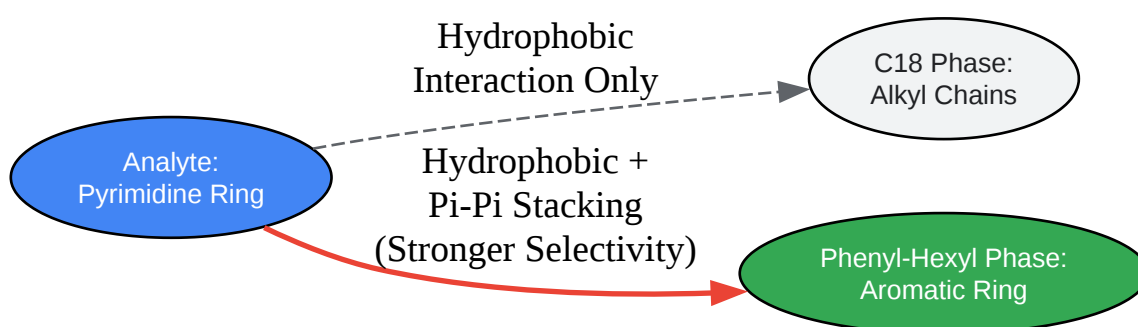 Hydrophobic
Interaction Only
C18 Phase:
Alkyl Chains
Analyte:
Pyrimidine Ring
Hydrophobic +
Pi-Pi Stacking
(Stronger Selectivity)
Phenyl-Hexyl Phase:
Aromatic Ring